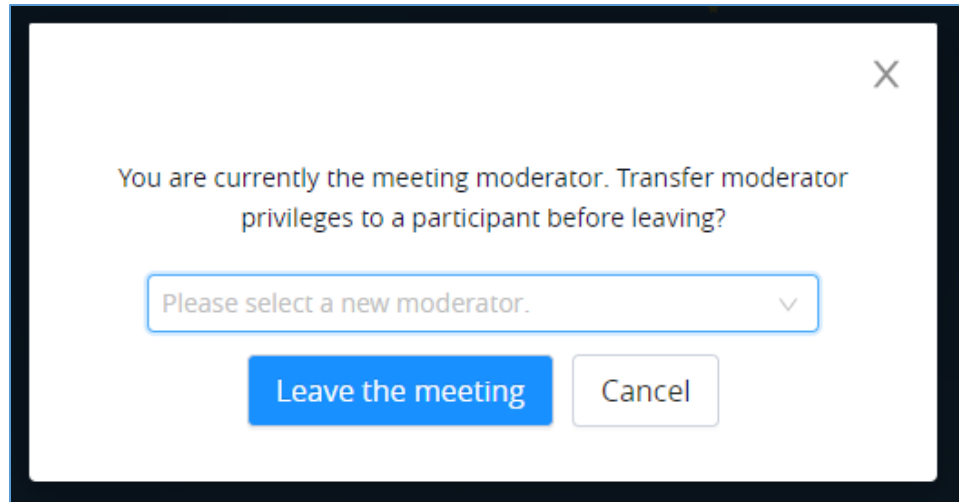 You are currently the meeting moderator. Transfer moderator
privileges to a participant before leaving?
Please select a new moderator.
Leave the meeting
Cancel